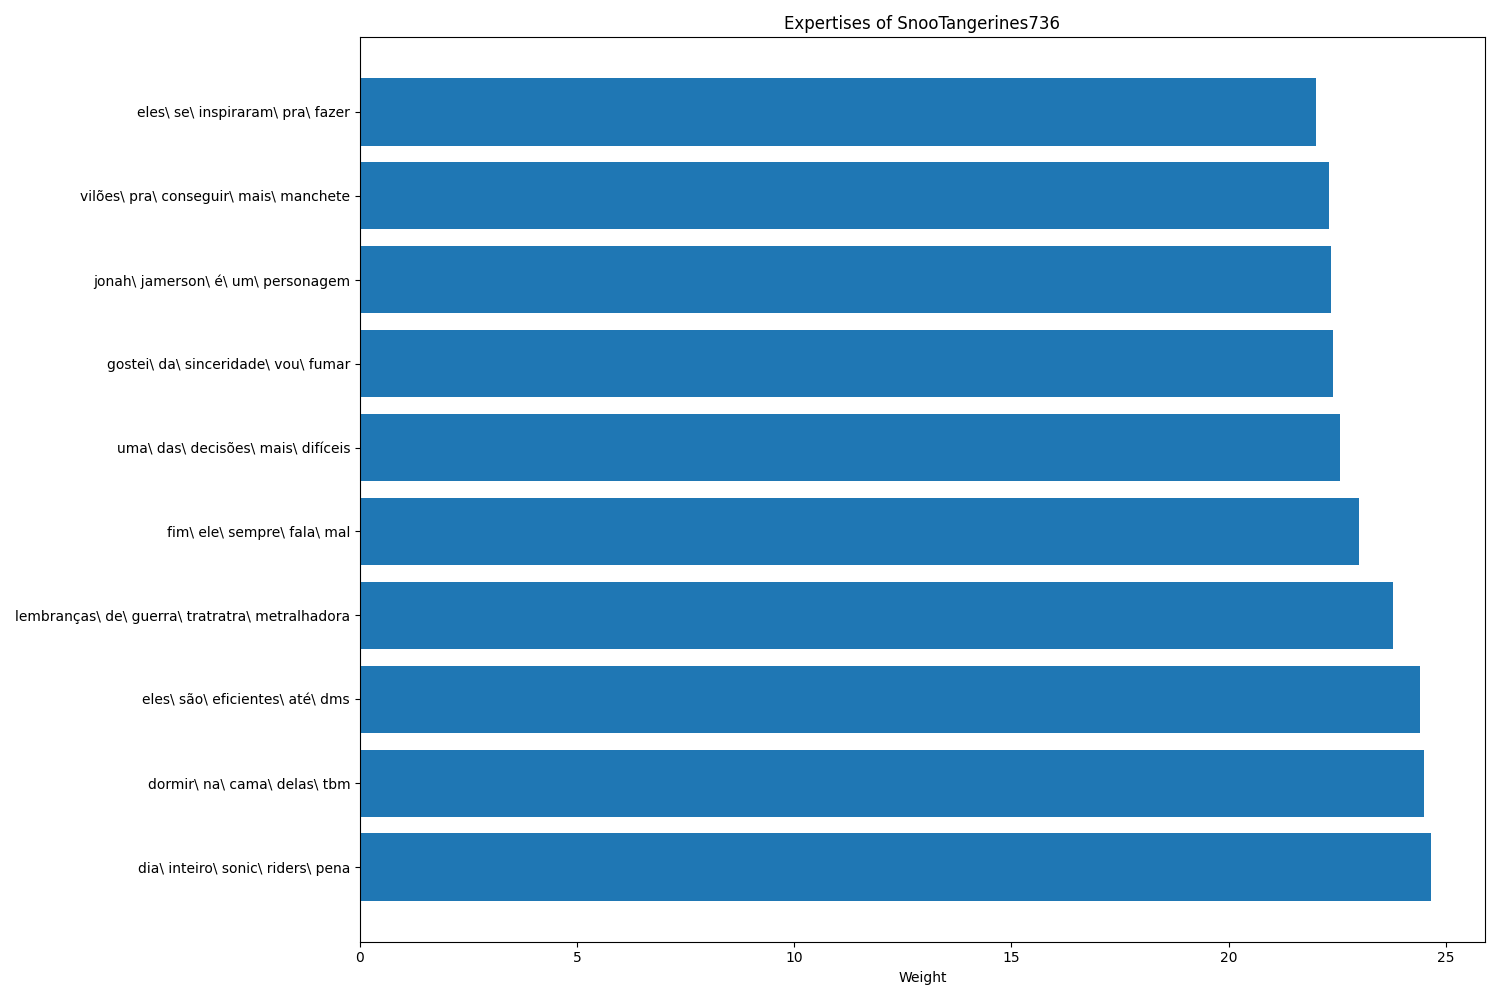 Expertises of SnooTangerines736
eles\ se\ inspiraram\ pra\ fazer
vilões\ pra\ conseguir\ mais\ manchete
jonah\ jamerson\ é\ um\ personagem
gostei\ da\ sinceridade\ vou\ fumar
uma\ das\ decisões\ mais\ difíceis
fim\ ele\ sempre\ fala\ mal
lembranças\ de\ guerra\ tratratra\ metralhadora
eles\ são\ eficientes\ até\ dms
dormir\ na\ cama\ delas\ tbm
dia\ inteiro\ sonic\ riders\ pena
0 5 10 15 20 25
Weight